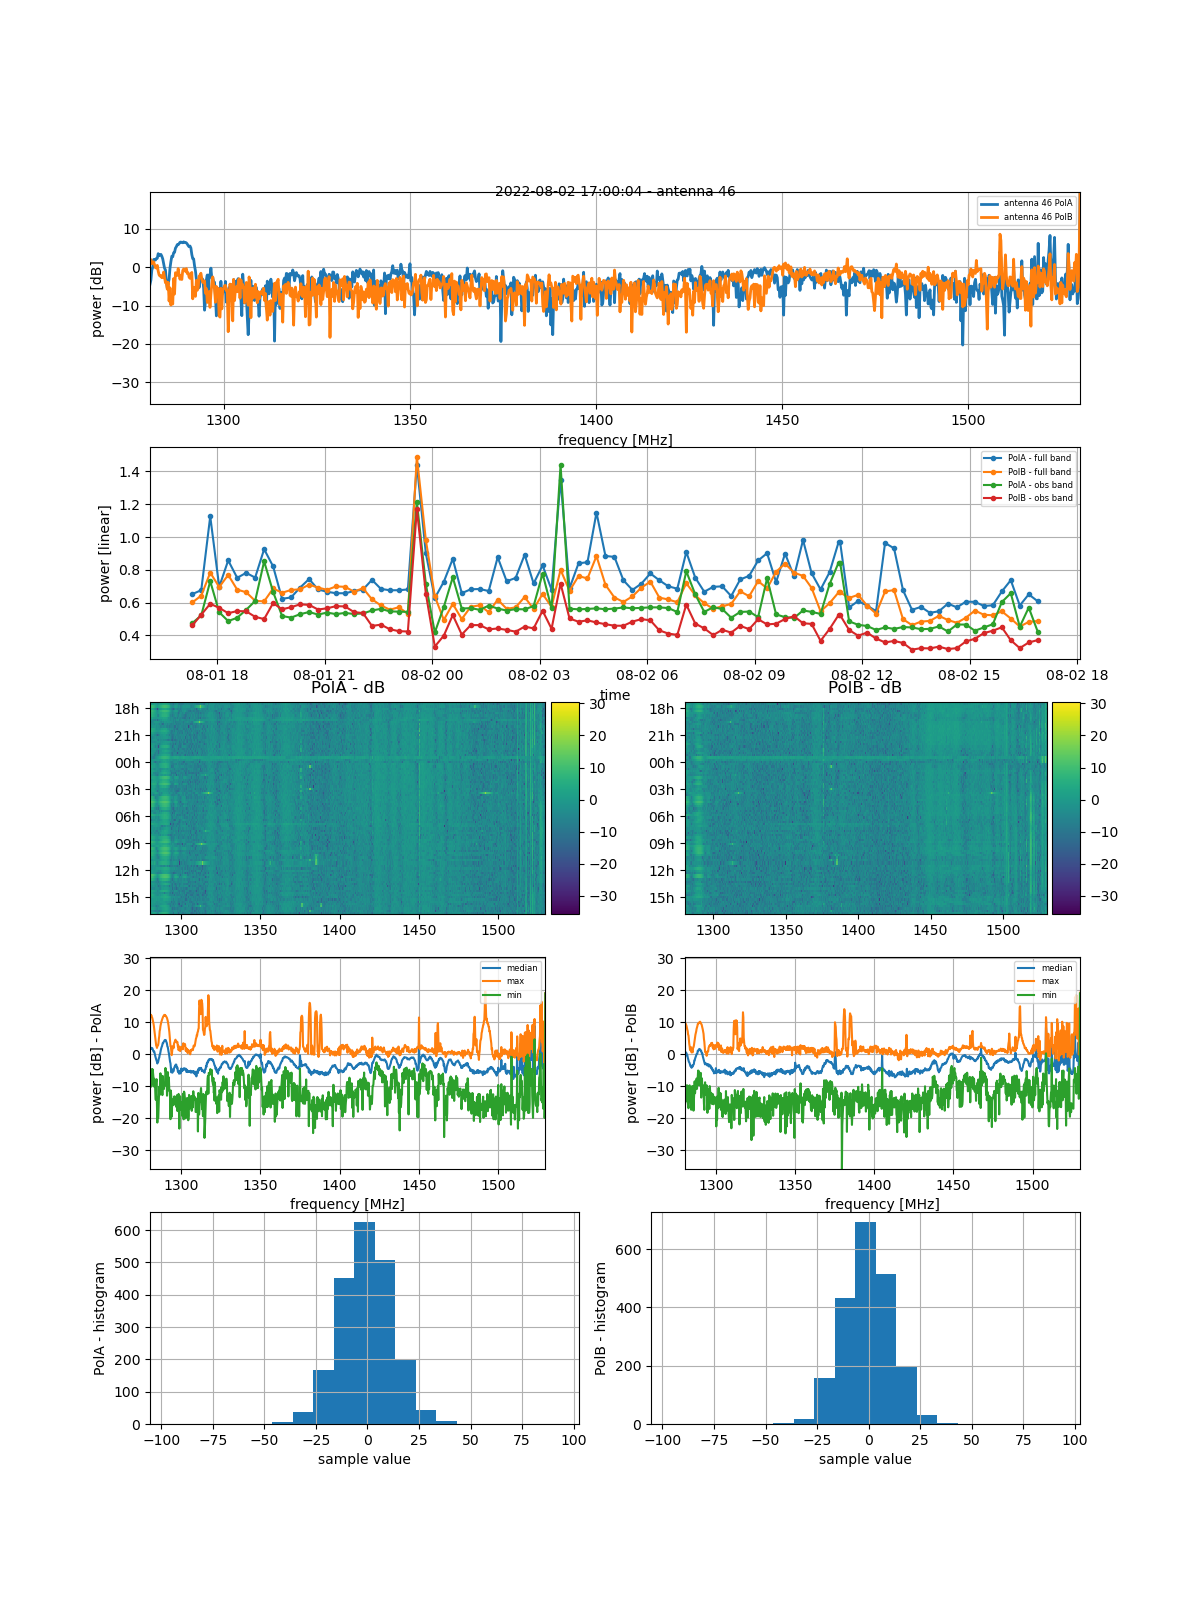 2022-08-02 17:00:04 - antenna 46
antenna 46 PolA
antenna 46 PolB
power [dB]
10
0
−10
−20
−30
1300 1350 1400 1450 1500
frequency [MHz]
PolA - full band
PolB - full band
PolA - obs band
PolB - obs band
power [linear]
1.4
1.2
1.0
0.8
0.6
0.4
08-01 18 08-01 21 08-02 00 08-02 03 08-02 06 08-02 09 08-02 12 08-02 15 08-02 18
time
PolA - dB
18h
21h
00h
03h
06h
09h
12h
15h
1300 1350 1400 1450 1500
30
20
10
0
−10
−20
−30
PolB - dB
18h
21h
00h
03h
06h
09h
12h
15h
1300 1350 1400 1450 1500
30
20
10
0
−10
−20
−30
power [dB] - PolA
30
20
10
0
−10
−20
−30
median
max
min
1300 1350 1400 1450 1500
frequency [MHz]
power [dB] - PolB
30
20
10
0
−10
−20
−30
median
max
min
1300 1350 1400 1450 1500
frequency [MHz]
PolA - histogram
600
500
400
300
200
100
0
−100 −75 −50 −25 0 25 50 75 100
sample value
PolB - histogram
600
400
200
0
−100 −75 −50 −25 0 25 50 75 100
sample value